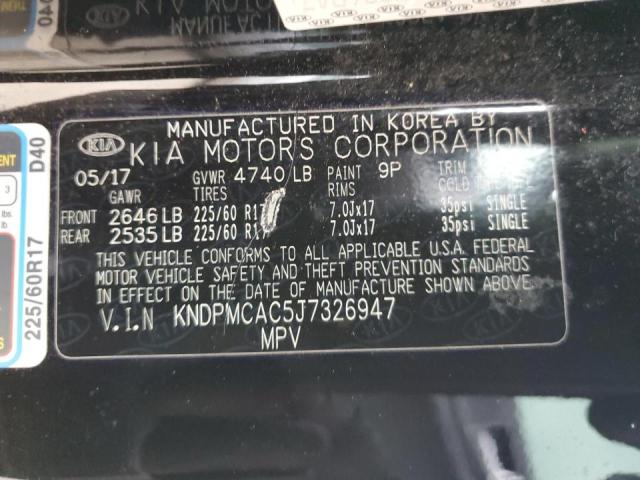 MANUFACTURED IN KOREA BY
KIA KIA MOTORS CORPORATION
05/17 GVWR 4740 LB PAINT 9P TRIM
GAWR TIRES RIMS COLD
FRONT 2646 LB 225/60 R17 7.0Jx17 35psi SINGLE
REAR 2535 LB 225/60 R17 7.0Jx17 35psi SINGLE
THIS VEHICLE CONFORMS TO ALL APPLICABLE U.S.A. FEDERAL
MOTOR VEHICLE SAFETY AND THEFT PREVENTION STANDARDS IN
EFFECT ON THE DATE OF MANUFACTURE SHOWN ABOVE.
V.I.N KNDPMCAC5J7326947
MPV
D40
225/60R17
3
lbs.